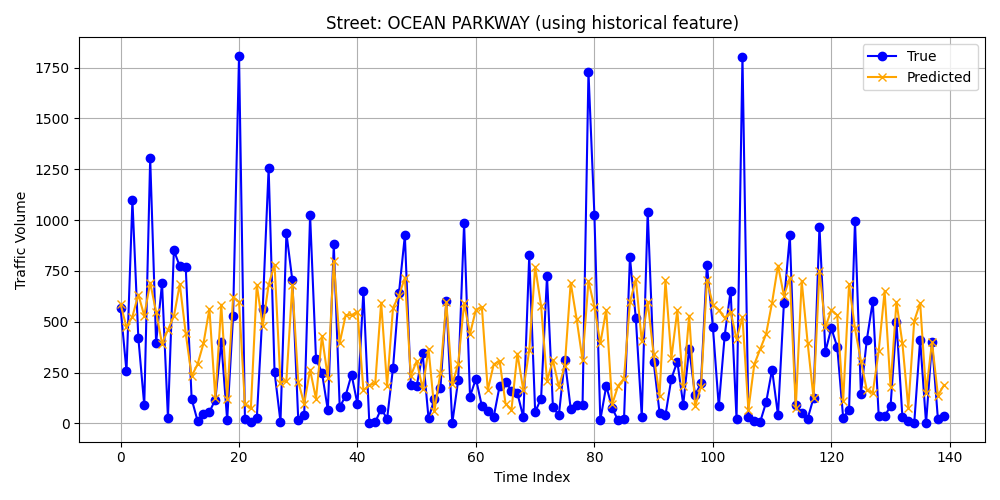 Street: OCEAN PARKWAY (using historical feature)
True
Predicted
Traffic Volume
1750
1500
1250
1000
750
500
250
0
0 20 40 60 80 100 120 140
Time Index